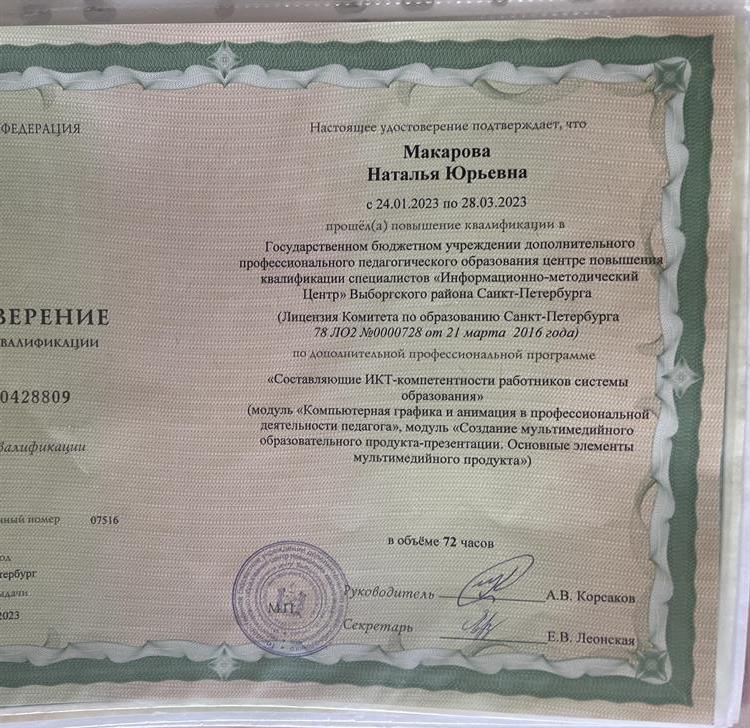 ФЕДЕРАЦИЯ
ВЕРЕНИЕ
ВАЛИФИКАЦИИ
0428809
валификации
нный номер 07516
од
тербург
ыдачи
2023
Настоящее удостоверение подтверждает, что
Макарова
Наталья Юрьевна
с 24.01.2023 по 28.03.2023
прошёл(а) повышение квалификации в
Государственном бюджетном учреждении дополнительного
профессионального педагогического образования центре повышения
квалификации специалистов «Информационно-методический
Центр» Выборгского района Санкт-Петербурга
(Лицензия Комитета по образованию Санкт-Петербурга
78 ЛО2 №0000728 от 21 марта 2016 года)
по дополнительной профессиональной программе
«Составляющие ИКТ-компетентности работников системы
образования»
(модуль «Компьютерная графика и анимация в профессиональной
деятельности педагога», модуль «Создание мультимедийного
образовательного продукта-презентации. Основные элементы
мультимедийного продукта»)
в объёме 72 часов
М.П.
Руководитель А.В. Корсаков
Секретарь Е.В. Леонская